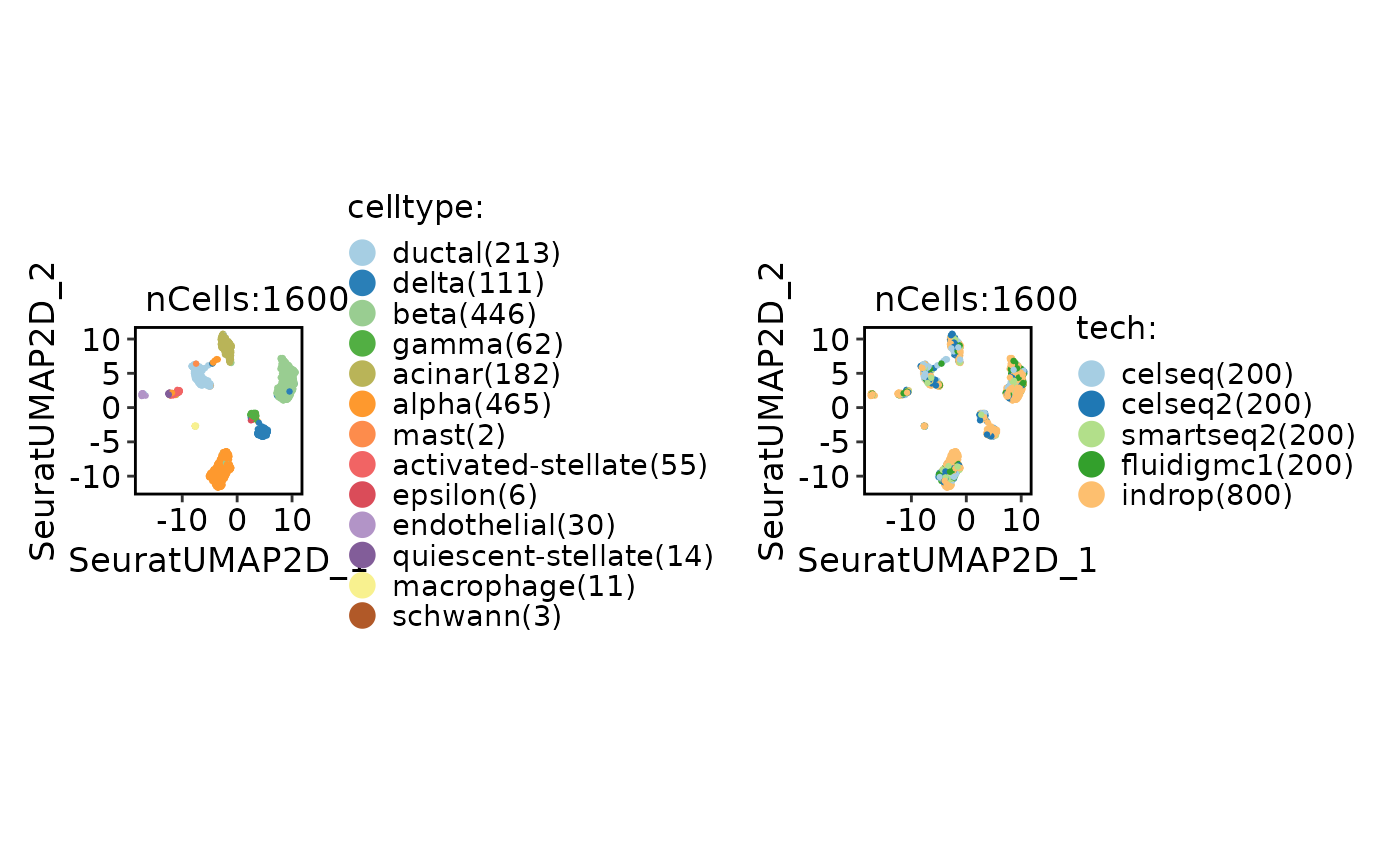 celltype:
nCells:1600
SeuratUMAP2D_2
10
5
0
-5
-10
-10 0 10
SeuratUMAP2D_1
ductal(213)
delta(111)
beta(446)
gamma(62)
acinar(182)
alpha(465)
mast(2)
activated-stellate(55)
epsilon(6)
endothelial(30)
quiescent-stellate(14)
macrophage(11)
schwann(3)
nCells:1600
SeuratUMAP2D_2
10
5
0
-5
-10
-10 0 10
SeuratUMAP2D_1
tech:
celseq(200)
celseq2(200)
smartseq2(200)
fluidigmc1(200)
indrop(800)